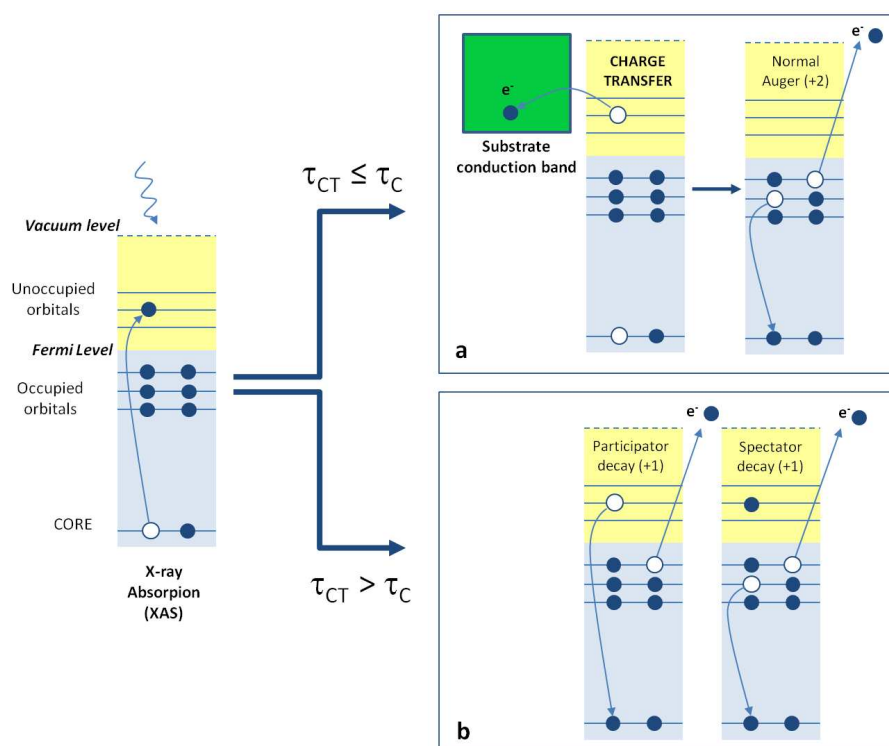 Vacuum level
Unoccupied
orbitals
Fermi Level
Occupied
orbitals
CORE
X-ray
Absorpion
(XAS)
τCT ≤ τC
τCT > τC
e-
Substrate
conduction band
CHARGE
TRANSFER
Normal
Auger (+2)
e-
a
Participator
decay (+1)
e-
Spectator
decay (+1)
e-
b